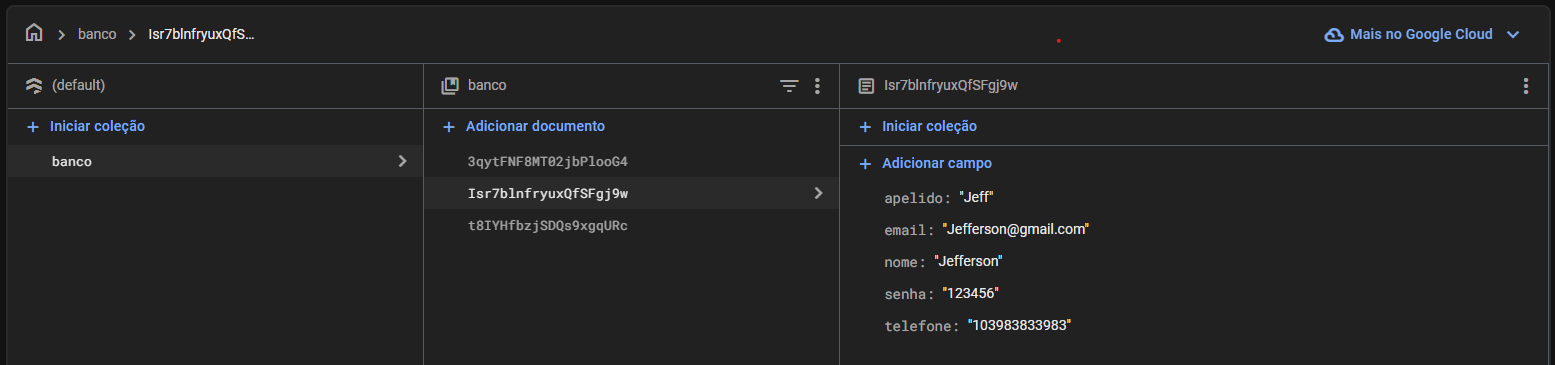 banco > Isr7blnfryuxQfS…
Mais no Google Cloud
(default)
banco
Isr7blnfryuxQfSFgj9w
+ Iniciar coleção
+ Adicionar documento
+ Iniciar coleção
banco
3qytFNF8MT02jbPlooG4
Isr7blnfryuxQfSFgj9w
t8IYHfbzjSDQs9xgqURc
+ Adicionar campo
apelido: "Jeff"
email: "Jefferson@gmail.com"
nome: "Jefferson"
senha: "123456"
telefone: "103983833983"